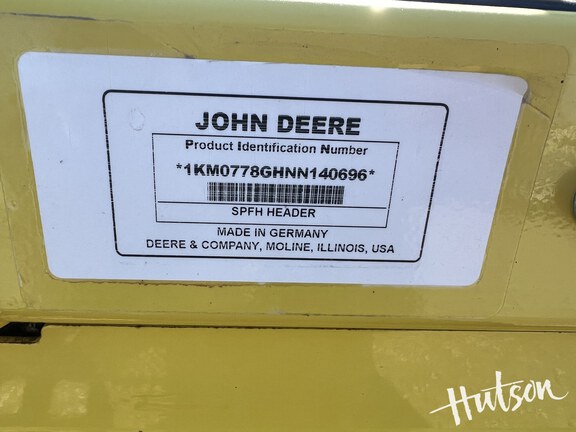 JOHN DEERE
Product Identification Number
*1KM0778GHNN140696*
SPFH HEADER
MADE IN GERMANY
DEERE & COMPANY, MOLINE, ILLINOIS, USA
Hutson